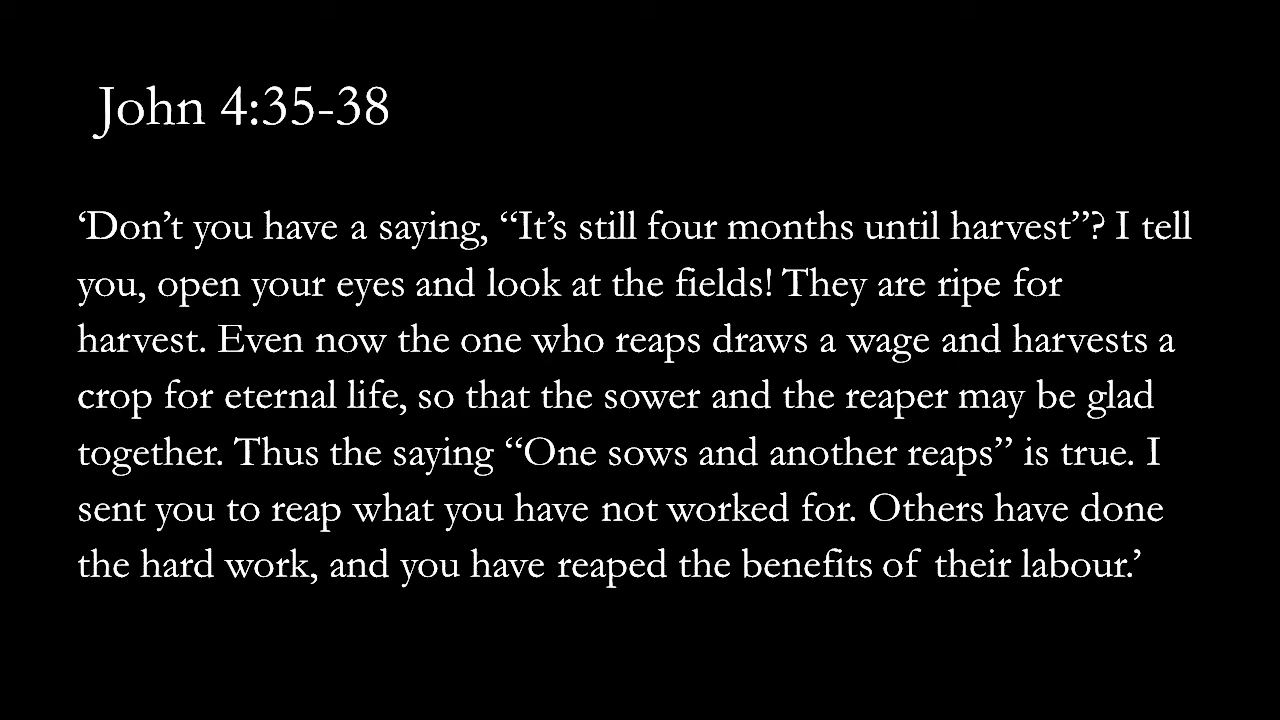 John 4:35-38
‘Don’t you have a saying, “It’s still four months until harvest”? I tell
you, open your eyes and look at the fields! They are ripe for
harvest. Even now the one who reaps draws a wage and harvests a
crop for eternal life, so that the sower and the reaper may be glad
together. Thus the saying “One sows and another reaps” is true. I
sent you to reap what you have not worked for. Others have done
the hard work, and you have reaped the benefits of their labour.’